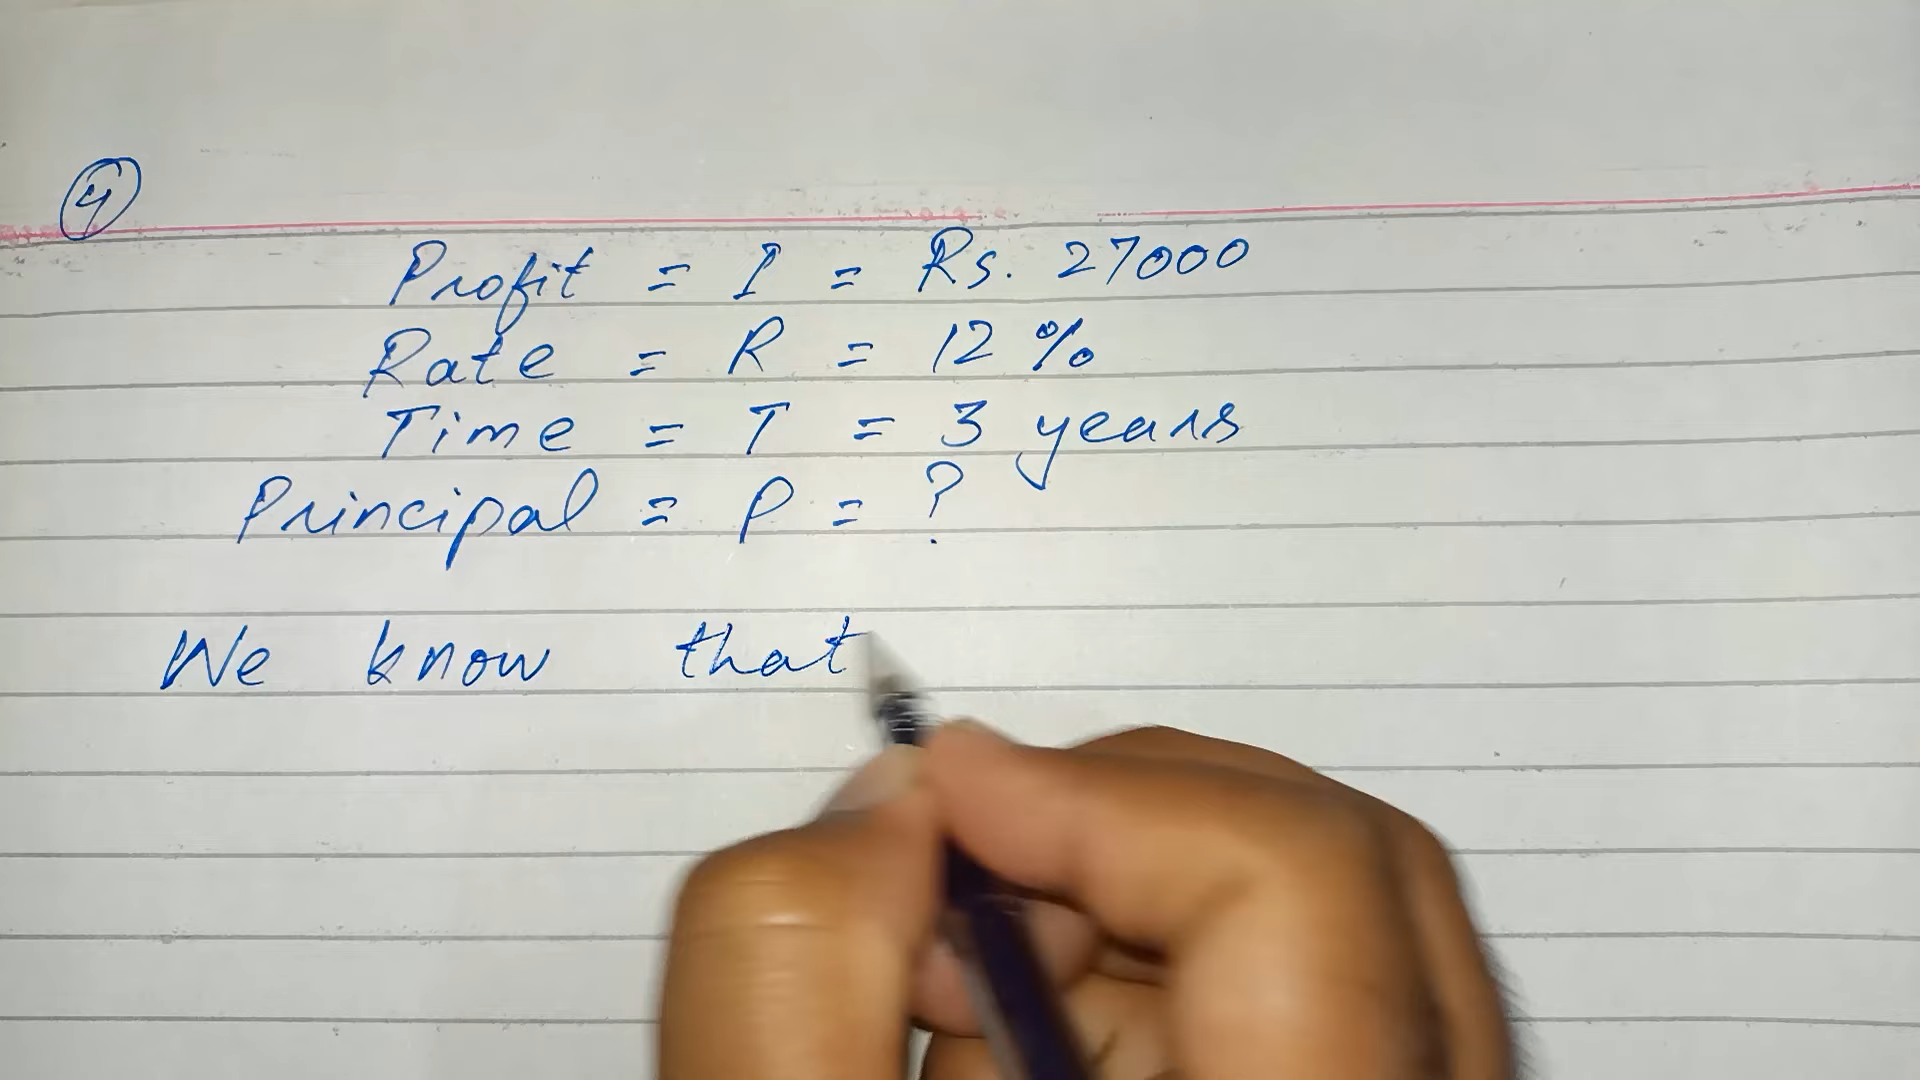 4
Profit = I = Rs. 27000
Rate = R = 12 %
Time = T = 3 years
Principal = P = ?
We know that